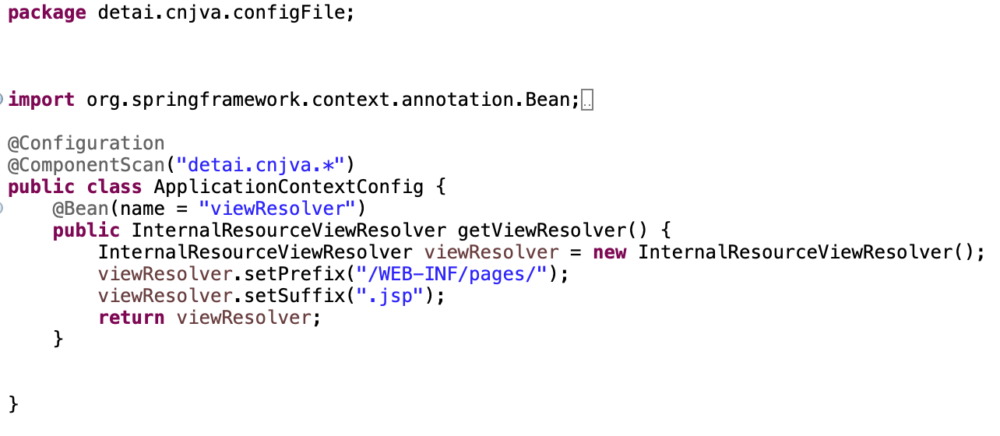 package detai.cnjva.configFile;
import org.springframework.context.annotation.Bean;
@Configuration
@ComponentScan("detai.cnjva.*")
public class ApplicationContextConfig {
@Bean(name = "viewResolver")
public InternalResourceViewResolver getViewResolver() {
InternalResourceViewResolver viewResolver = new InternalResourceViewResolver();
viewResolver.setPrefix("/WEB-INF/pages/");
viewResolver.setSuffix(".jsp");
return viewResolver;
}
}